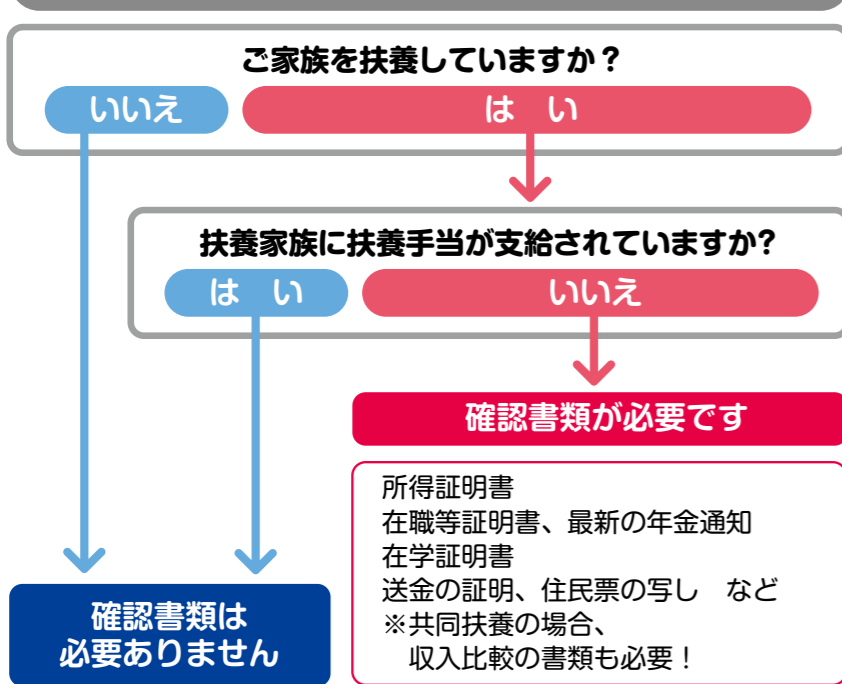 ご家族を扶養していますか？
いいえ
は　い
扶養家族に扶養手当が支給されていますか?
は　い
いいえ
確認書類が必要です
所得証明書
在職等証明書、最新の年金通知
在学証明書
送金の証明、住民票の写し　など
※共同扶養の場合、
収入比較の書類も必要！
確認書類は
必要ありません